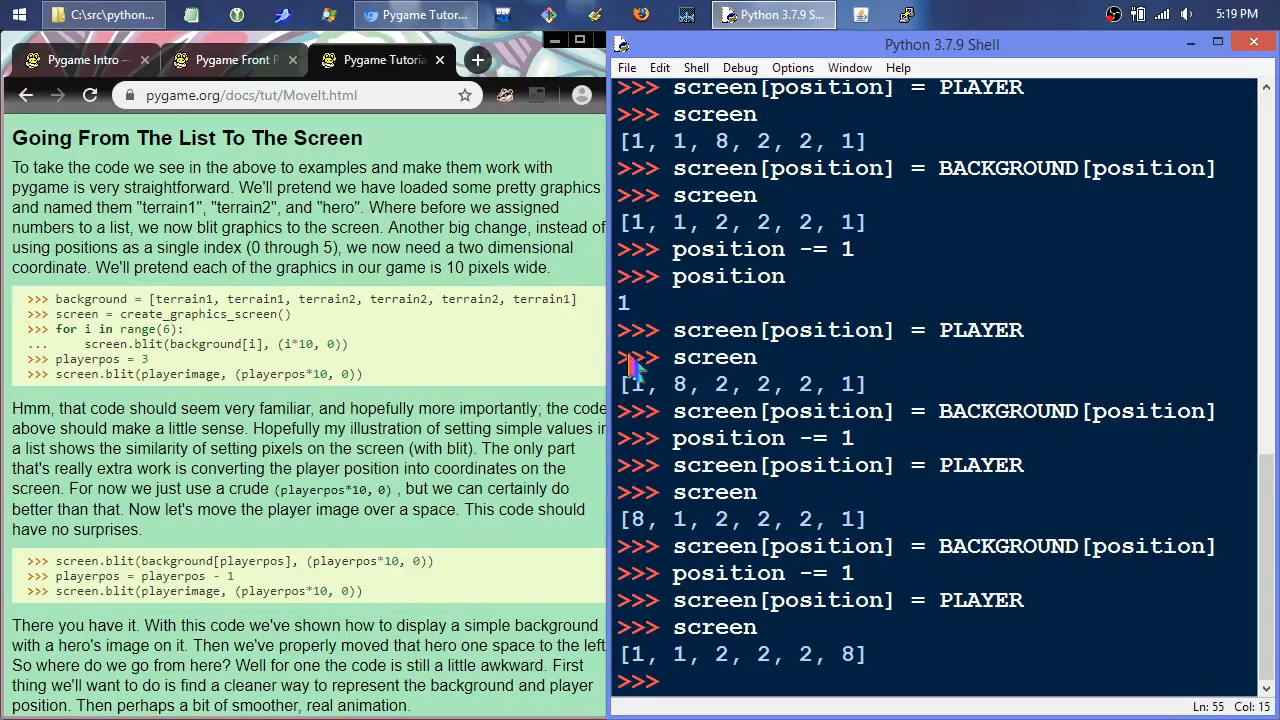 C:\src\python...
Pygame Tutor...
Python 3.7.9 S...
5:19 PM
Pygame Intro —
Pygame Front P
Pygame Tutoria
pygame.org/docs/tut/MoveIt.html
Going From The List To The Screen
To take the code we see in the above to examples and make them work with
pygame is very straightforward. We'll pretend we have loaded some pretty graphics
and named them "terrain1", "terrain2", and "hero". Where before we assigned
numbers to a list, we now blit graphics to the screen. Another big change, instead of
using positions as a single index (0 through 5), we now need a two dimensional
coordinate. We'll pretend each of the graphics in our game is 10 pixels wide.
>>> background = [terrain1, terrain1, terrain2, terrain2, terrain2, terrain1]
>>> screen = create_graphics_screen()
>>> for i in range(6):
...     screen.blit(background[i], (i*10, 0))
>>> playerpos = 3
>>> screen.blit(playerimage, (playerpos*10, 0))
Hmm, that code should seem very familiar, and hopefully more importantly; the code
above should make a little sense. Hopefully my illustration of setting simple values in
a list shows the similarity of setting pixels on the screen (with blit). The only part
that's really extra work is converting the player position into coordinates on the
screen. For now we just use a crude (playerpos*10, 0) , but we can certainly do
better than that. Now let's move the player image over a space. This code should
have no surprises.
>>> screen.blit(background[playerpos], (playerpos*10, 0))
>>> playerpos = playerpos - 1
>>> screen.blit(playerimage, (playerpos*10, 0))
There you have it. With this code we've shown how to display a simple background
with a hero's image on it. Then we've properly moved that hero one space to the left.
So where do we go from here? Well for one the code is still a little awkward. First
thing we'll want to do is find a cleaner way to represent the background and player
position. Then perhaps a bit of smoother, real animation.
Python 3.7.9 Shell
File Edit Shell Debug Options Window Help
>>> screen[position] = PLAYER
>>> screen
[1, 1, 8, 2, 2, 1]
>>> screen[position] = BACKGROUND[position]
>>> screen
[1, 1, 2, 2, 2, 1]
>>> position -= 1
>>> position
1
>>> screen[position] = PLAYER
>>> screen
[1, 8, 2, 2, 2, 1]
>>> screen[position] = BACKGROUND[position]
>>> position -= 1
>>> screen[position] = PLAYER
>>> screen
[8, 1, 2, 2, 2, 1]
>>> screen[position] = BACKGROUND[position]
>>> position -= 1
>>> screen[position] = PLAYER
>>> screen
[1, 1, 2, 2, 2, 8]
>>>
Ln: 55 Col: 15